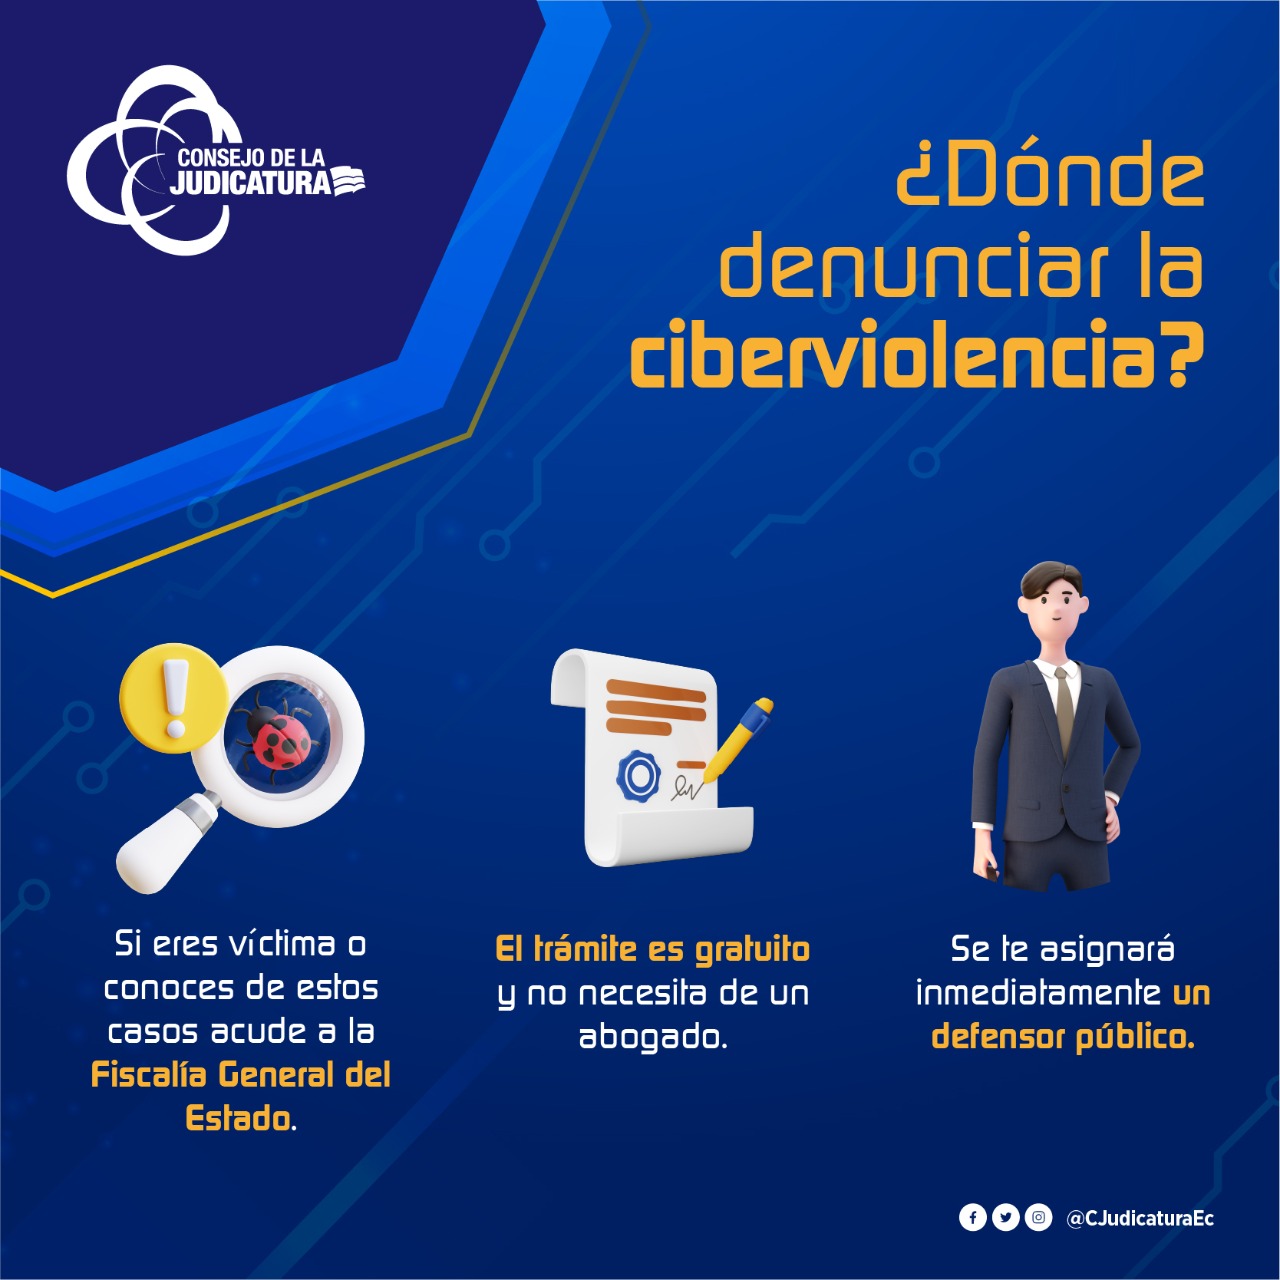 CONSEJO DE LA
JUDICATURA
¿Dónde
denunciar la
ciberviolencia?
Si eres víctima o
conoces de estos
casos acude a la
Fiscalía General del
Estado.
El trámite es gratuito
y no necesita de un
abogado.
Se te asignará
inmediatamente un
defensor público.
@CJudicaturaEc